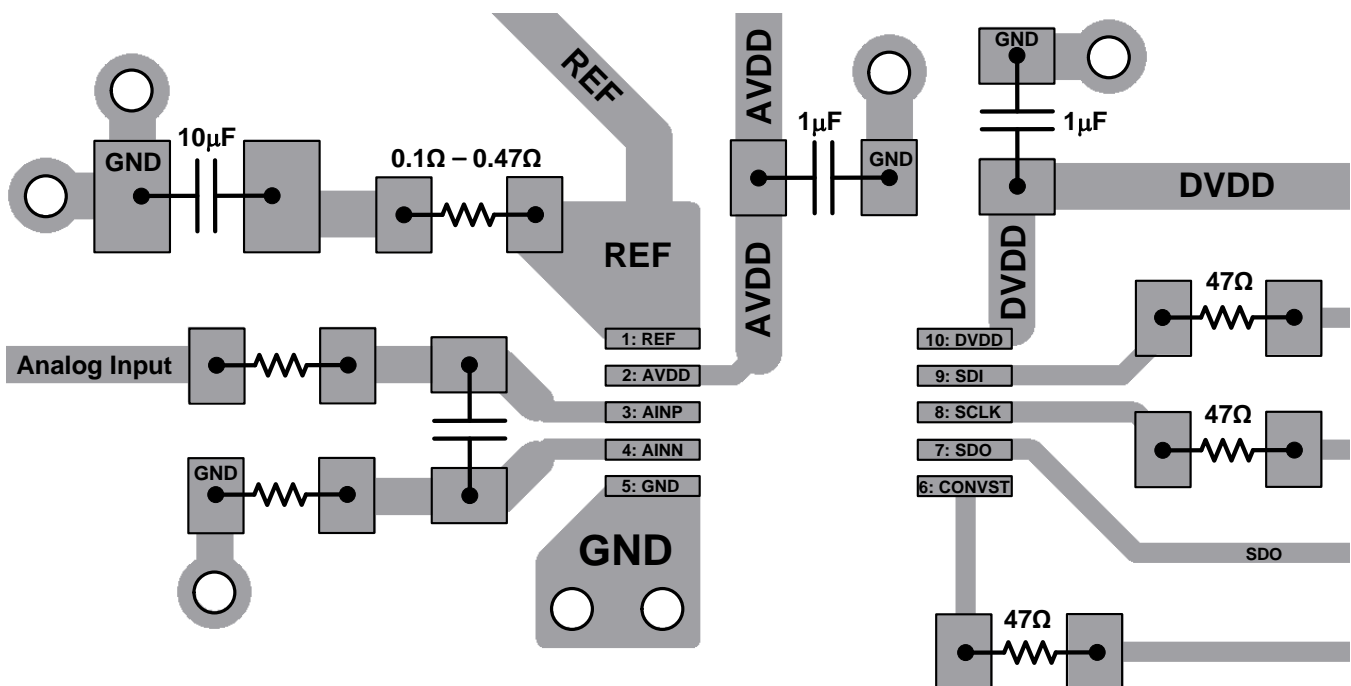 GND
REF
AVDD
10μF
1μF
GND
1μF
GND
0.1Ω – 0.47Ω
GND
DVDD
REF
AVDD
DVDD
47Ω
1: REF
10: DVDD
Analog Input
2: AVDD
9: SDI
3: AINP
8: SCLK
47Ω
4: AINN
7: SDO
GND
5: GND
6: CONVST
GND
SDO
47Ω